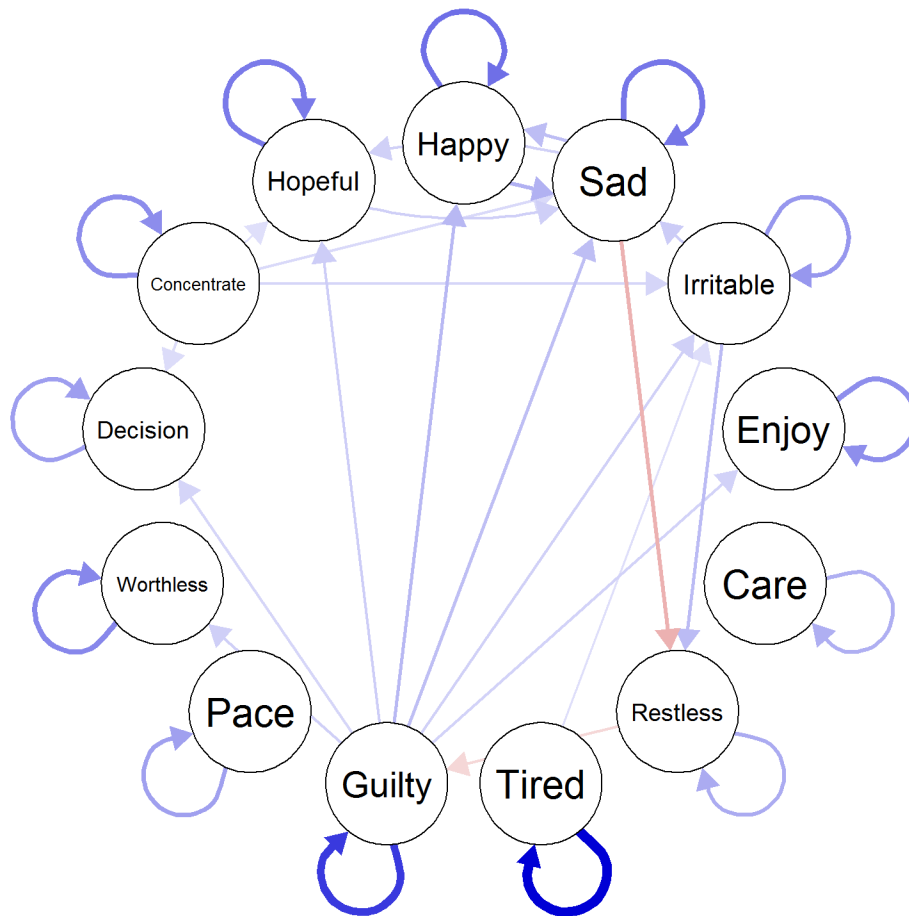 Happy
Sad
Hopeful
Irritable
Concentrate
Decision
Enjoy
Worthless
Care
Pace
Restless
Guilty
Tired